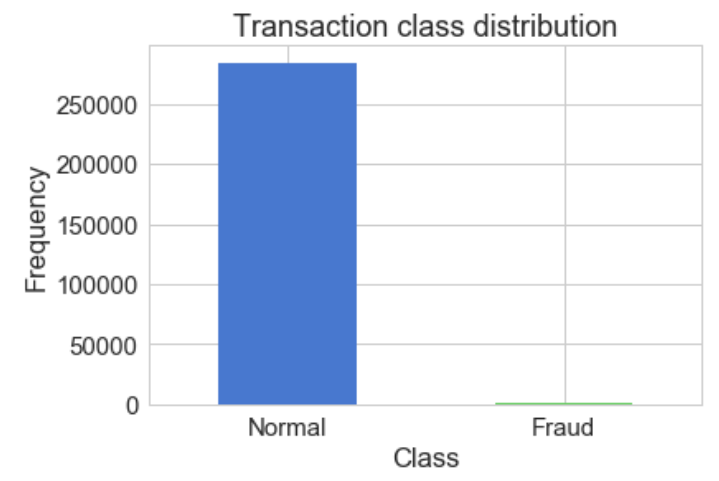 Transaction class distribution
Frequency
250000
200000
150000
100000
50000
0
Normal Fraud
Class